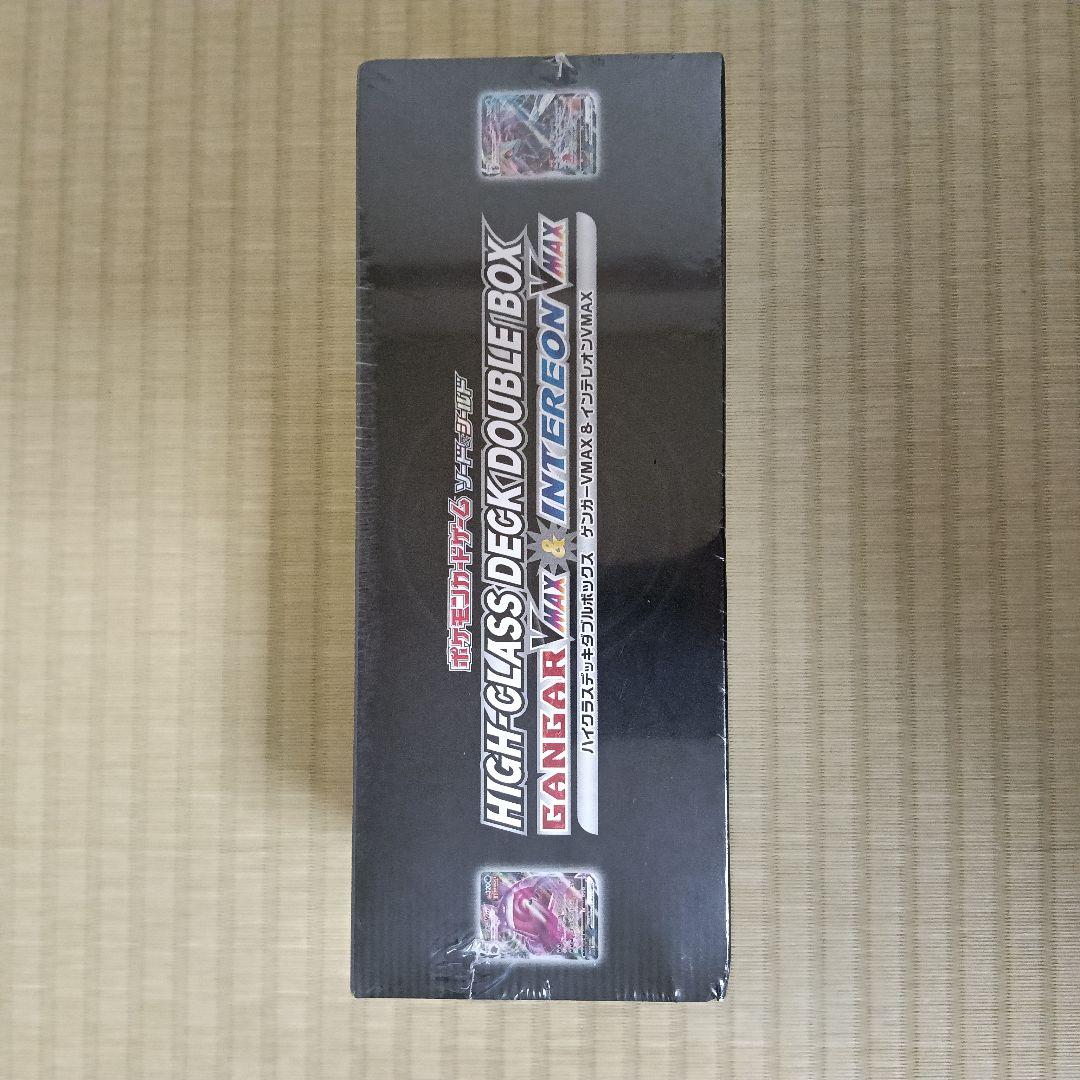 ポケモンカードゲーム ソード&シールド
HIGH-CLASS DECK DOUBLE BOX
GANGAR VMAX & INTEREON VMAX
ハイクラスデッキダブルボックス ゲンガーVMAX & インテレオンVMAX